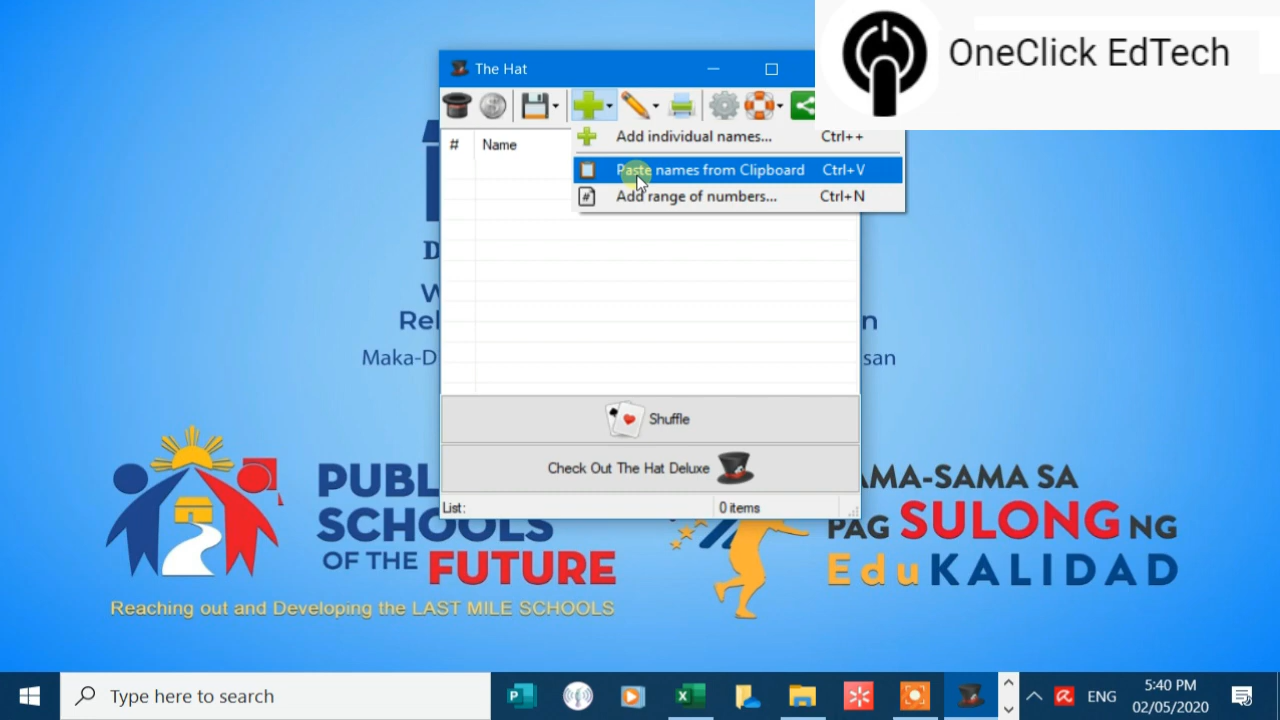 OneClick EdTech
The Hat
Add individual names... Ctrl++
# Name
Paste names from Clipboard Ctrl+V
Add range of numbers... Ctrl+N
D
W
Rel n
Maka-D san
Shuffle
Check Out The Hat Deluxe
List: 0 items
PUBL
SCHOOLS
OF THE FUTURE
Reaching out and Developing the LAST MILE SCHOOLS
AMA-SAMA SA
PAG SULONG NG
EduKALIDAD
Type here to search
ENG
5:40 PM
02/05/2020